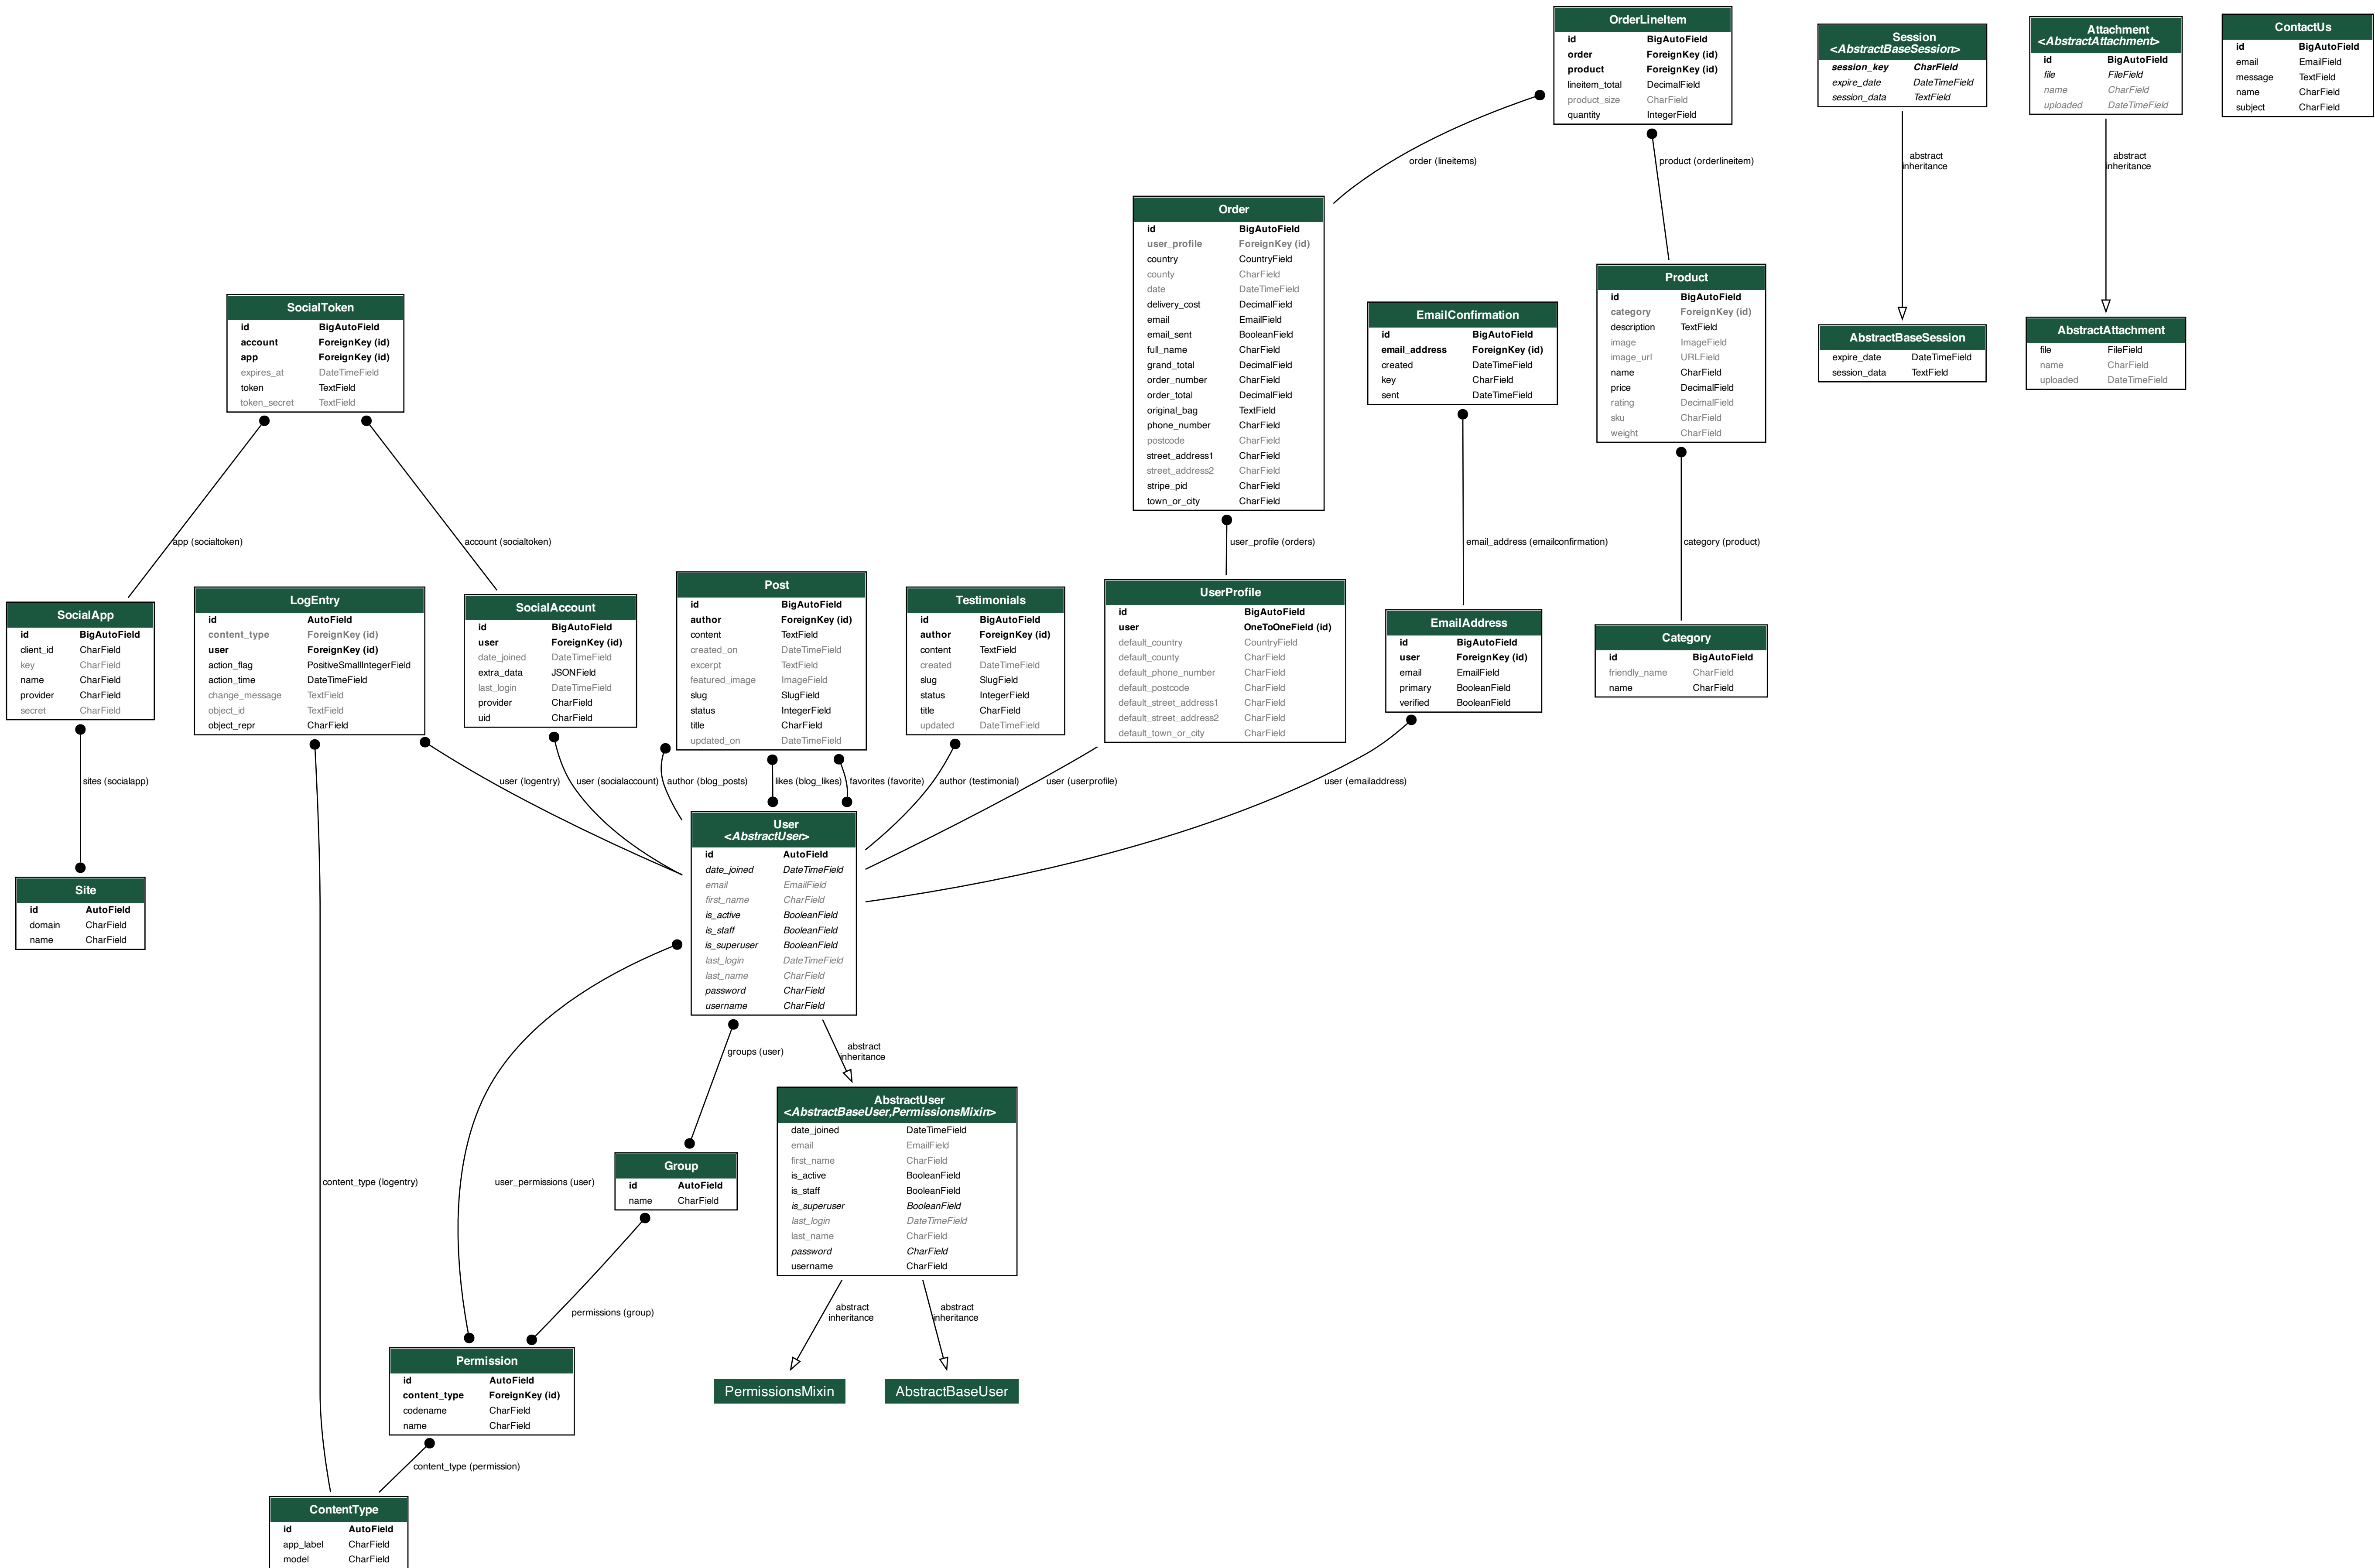 OrderLineItem
id BigAutoField
order ForeignKey (id)
product ForeignKey (id)
lineitem_total DecimalField
product_size CharField
quantity IntegerField
Session
<AbstractBaseSession>
session_key CharField
expire_date DateTimeField
session_data TextField
Attachment
<AbstractAttachment>
id BigAutoField
file FileField
name CharField
uploaded DateTimeField
ContactUs
id BigAutoField
email EmailField
message TextField
name CharField
subject CharField
order (lineitems)
product (orderlineitem)
abstract
inheritance
abstract
inheritance
Order
id BigAutoField
user_profile ForeignKey (id)
country CountryField
county CharField
date DateTimeField
delivery_cost DecimalField
email EmailField
email_sent BooleanField
full_name CharField
grand_total DecimalField
order_number CharField
order_total DecimalField
original_bag TextField
phone_number CharField
postcode CharField
street_address1 CharField
street_address2 CharField
stripe_pid CharField
town_or_city CharField
SocialToken
id BigAutoField
account ForeignKey (id)
app ForeignKey (id)
expires_at DateTimeField
token TextField
token_secret TextField
EmailConfirmation
id BigAutoField
email_address ForeignKey (id)
created DateTimeField
key CharField
sent DateTimeField
Product
id BigAutoField
category ForeignKey (id)
description TextField
image ImageField
image_url URLField
name CharField
price DecimalField
rating DecimalField
sku CharField
weight CharField
AbstractBaseSession
expire_date DateTimeField
session_data TextField
AbstractAttachment
file FileField
name CharField
uploaded DateTimeField
app (socialtoken)
account (socialtoken)
user_profile (orders)
email_address (emailconfirmation)
category (product)
SocialApp
id BigAutoField
client_id CharField
key CharField
name CharField
provider CharField
secret CharField
LogEntry
id AutoField
content_type ForeignKey (id)
user ForeignKey (id)
action_flag PositiveSmallIntegerField
action_time DateTimeField
change_message TextField
object_id TextField
object_repr CharField
SocialAccount
id BigAutoField
user ForeignKey (id)
date_joined DateTimeField
extra_data JSONField
last_login DateTimeField
provider CharField
uid CharField
Post
id BigAutoField
author ForeignKey (id)
content TextField
created_on DateTimeField
excerpt TextField
featured_image ImageField
slug SlugField
status IntegerField
title CharField
updated_on DateTimeField
Testimonials
id BigAutoField
author ForeignKey (id)
content TextField
created DateTimeField
slug SlugField
status IntegerField
title CharField
updated DateTimeField
UserProfile
id BigAutoField
user OneToOneField (id)
default_country CountryField
default_county CharField
default_phone_number CharField
default_postcode CharField
default_street_address1 CharField
default_street_address2 CharField
default_town_or_city CharField
EmailAddress
id BigAutoField
user ForeignKey (id)
email EmailField
primary BooleanField
verified BooleanField
Category
id BigAutoField
friendly_name CharField
name CharField
sites (socialapp)
user (logentry)
user (socialaccount)
author (blog_posts)
likes (blog_likes)
favorites (favorite)
author (testimonial)
user (userprofile)
user (emailaddress)
Site
id AutoField
domain CharField
name CharField
User
<AbstractUser>
id AutoField
date_joined DateTimeField
email EmailField
first_name CharField
is_active BooleanField
is_staff BooleanField
is_superuser BooleanField
last_login DateTimeField
last_name CharField
password CharField
username CharField
groups (user)
abstract
inheritance
AbstractUser
<AbstractBaseUser,PermissionsMixin>
date_joined DateTimeField
email EmailField
first_name CharField
is_active BooleanField
is_staff BooleanField
is_superuser BooleanField
last_login DateTimeField
last_name CharField
password CharField
username CharField
Group
id AutoField
name CharField
content_type (logentry)
user_permissions (user)
permissions (group)
abstract
inheritance
abstract
inheritance
Permission
id AutoField
content_type ForeignKey (id)
codename CharField
name CharField
PermissionsMixin
AbstractBaseUser
content_type (permission)
ContentType
id AutoField
app_label CharField
model CharField